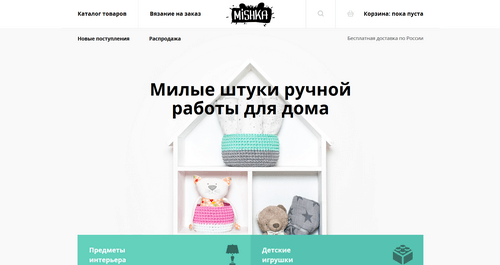 Каталог товаров
Вязание на заказ
MiSHKA
Корзина: пока пуста
Новые поступления
Распродажа
Бесплатная доставка по России
Милые штуки ручной
работы для дома
Предметы
интерьера
Детские
игрушки